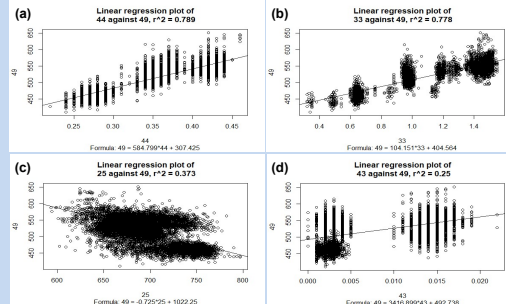 (a)
Linear regression plot of
44 against 49, r^2 = 0.789
49
450 500 550 600 650
0.25 0.30 0.35 0.40 0.45
44
Formula: 49 = 584.799*44 + 307.425
(b)
Linear regression plot of
33 against 49, r^2 = 0.778
49
450 500 550 600 650
0.4 0.6 0.8 1.0 1.2 1.4
33
Formula: 49 = 104.151*33 + 404.564
(c)
Linear regression plot of
25 against 49, r^2 = 0.373
49
450 500 550 600 650
600 650 700 750 800
25
Formula: 49 = -0.725*25 + 1022.25
(d)
Linear regression plot of
43 against 49, r^2 = 0.25
49
450 500 550 600 650
0.000 0.005 0.010 0.015 0.020
43
Formula: 49 = 3416.899*43 + 492.738